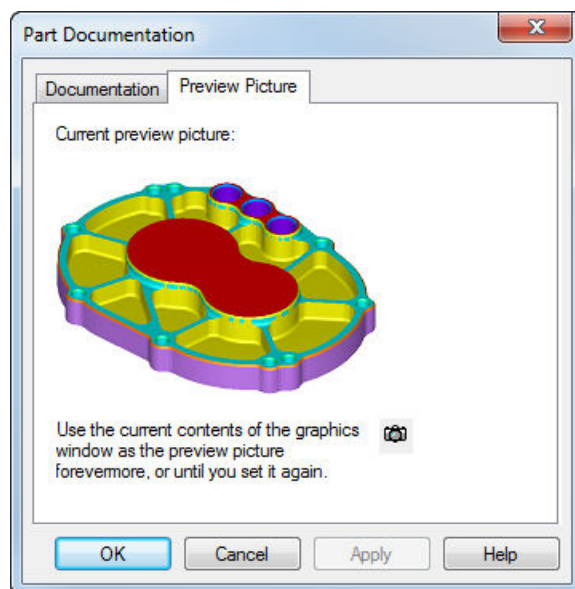 Part Documentation
Documentation
Preview Picture
Current preview picture:
Use the current contents of the graphics
window as the preview picture
forevermore, or until you set it again.
OK
Cancel
Apply
Help